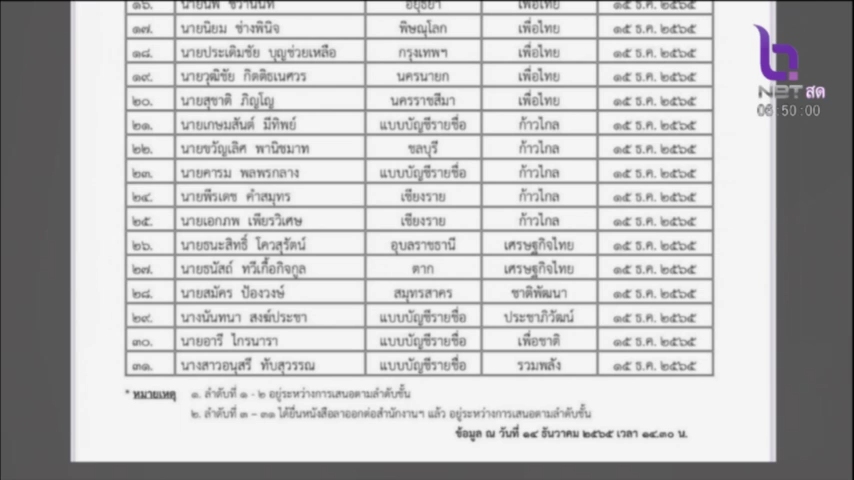 ๑๖. นายนพ ชีวานันท์ อยุธยา เพื่อไทย ๑๕ ธ.ค. ๒๕๖๕
๑๗. นายนิยม ช่างพินิจ พิษณุโลก เพื่อไทย ๑๕ ธ.ค. ๒๕๖๕
๑๘. นายประเดิมชัย บุญช่วยเหลือ กรุงเทพฯ เพื่อไทย ๑๕ ธ.ค. ๒๕๖๕
๑๙. นายวุฒิชัย กิตติธเนศวร นครนายก เพื่อไทย ๑๕ ธ.ค. ๒๕๖๕
๒๐. นายสุชาติ ภิญโญ นครราชสีมา เพื่อไทย ๑๕ ธ.ค. ๒๕๖๕
๒๑. นายเกษมสันต์ มีทิพย์ แบบบัญชีรายชื่อ ก้าวไกล ๑๕ ธ.ค. ๒๕๖๕
๒๒. นายขวัญเลิศ พานิชมาท ชลบุรี ก้าวไกล ๑๕ ธ.ค. ๒๕๖๕
๒๓. นายคารม พลพรกลาง แบบบัญชีรายชื่อ ก้าวไกล ๑๕ ธ.ค. ๒๕๖๕
๒๔. นายพีรเดช คำสมุทร เชียงราย ก้าวไกล ๑๕ ธ.ค. ๒๕๖๕
๒๕. นายเอกภพ เพียรวิเศษ เชียงราย ก้าวไกล ๑๕ ธ.ค. ๒๕๖๕
๒๖. นายธนะสิทธิ์ โควสุรัตน์ อุบลราชธานี เศรษฐกิจไทย ๑๕ ธ.ค. ๒๕๖๕
๒๗. นายธนัสถ์ ทวีเกื้อกูลกิจ ตาก เศรษฐกิจไทย ๑๕ ธ.ค. ๒๕๖๕
๒๘. นายสมัคร ป้องวงษ์ สมุทรสาคร ชาติพัฒนา ๑๕ ธ.ค. ๒๕๖๕
๒๙. นางนันทนา สงฆ์ประชา แบบบัญชีรายชื่อ ประชาภิวัฒน์ ๑๕ ธ.ค. ๒๕๖๕
๓๐. นายอารี ไกรนารา แบบบัญชีรายชื่อ เพื่อชาติ ๑๕ ธ.ค. ๒๕๖๕
๓๑. นางสาวอนุสรี ทับสุวรรณ แบบบัญชีรายชื่อ รวมพลัง ๑๕ ธ.ค. ๒๕๖๕
* หมายเหตุ ๑. ลำดับที่ ๑ - ๒ อยู่ระหว่างการเสนอตามลำดับชั้น
๒. ลำดับที่ ๓ – ๓๑ ได้ยื่นหนังสือลาออกต่อสำนักงานฯ แล้ว อยู่ระหว่างการเสนอตามลำดับชั้น
ข้อมูล ณ วันที่ ๑๔ ธันวาคม ๒๕๖๕ เวลา ๑๔.๓๐ น.
NBT สด
06:50:00